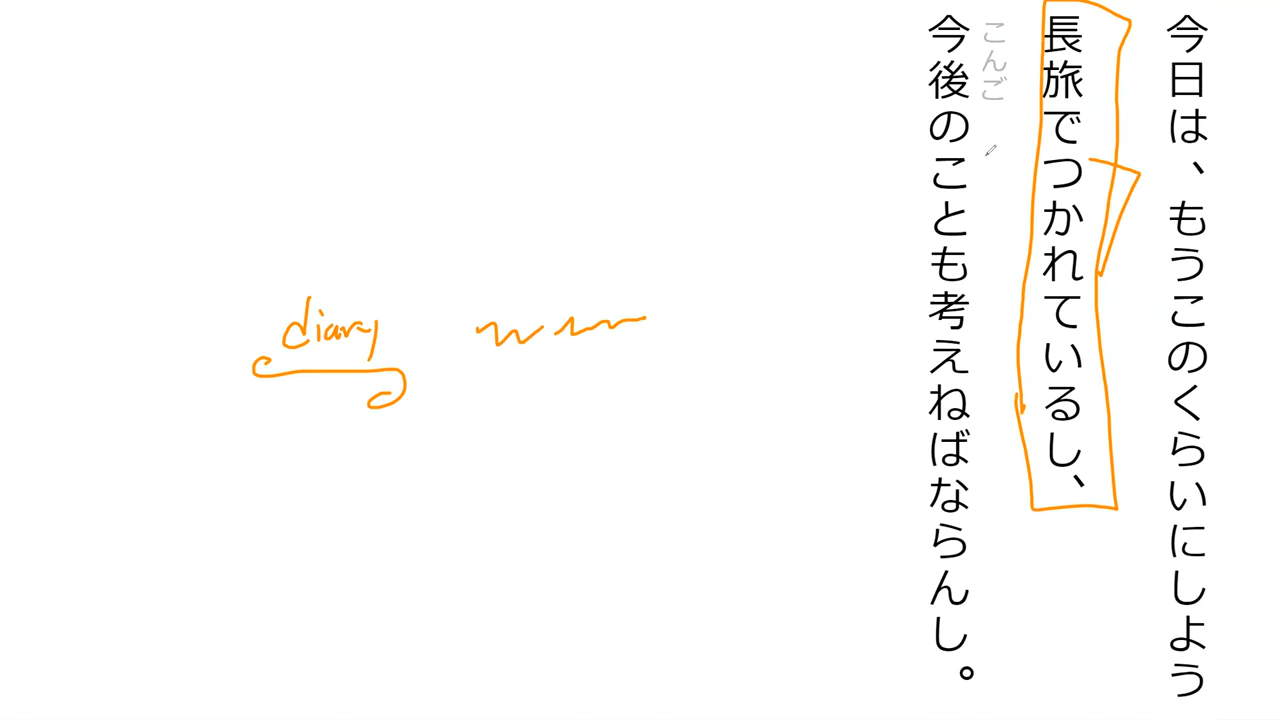 今日は、もうこのくらいにしよう
長旅でつかれているし、
こんご
今後のことも考えねばならんし。
diary